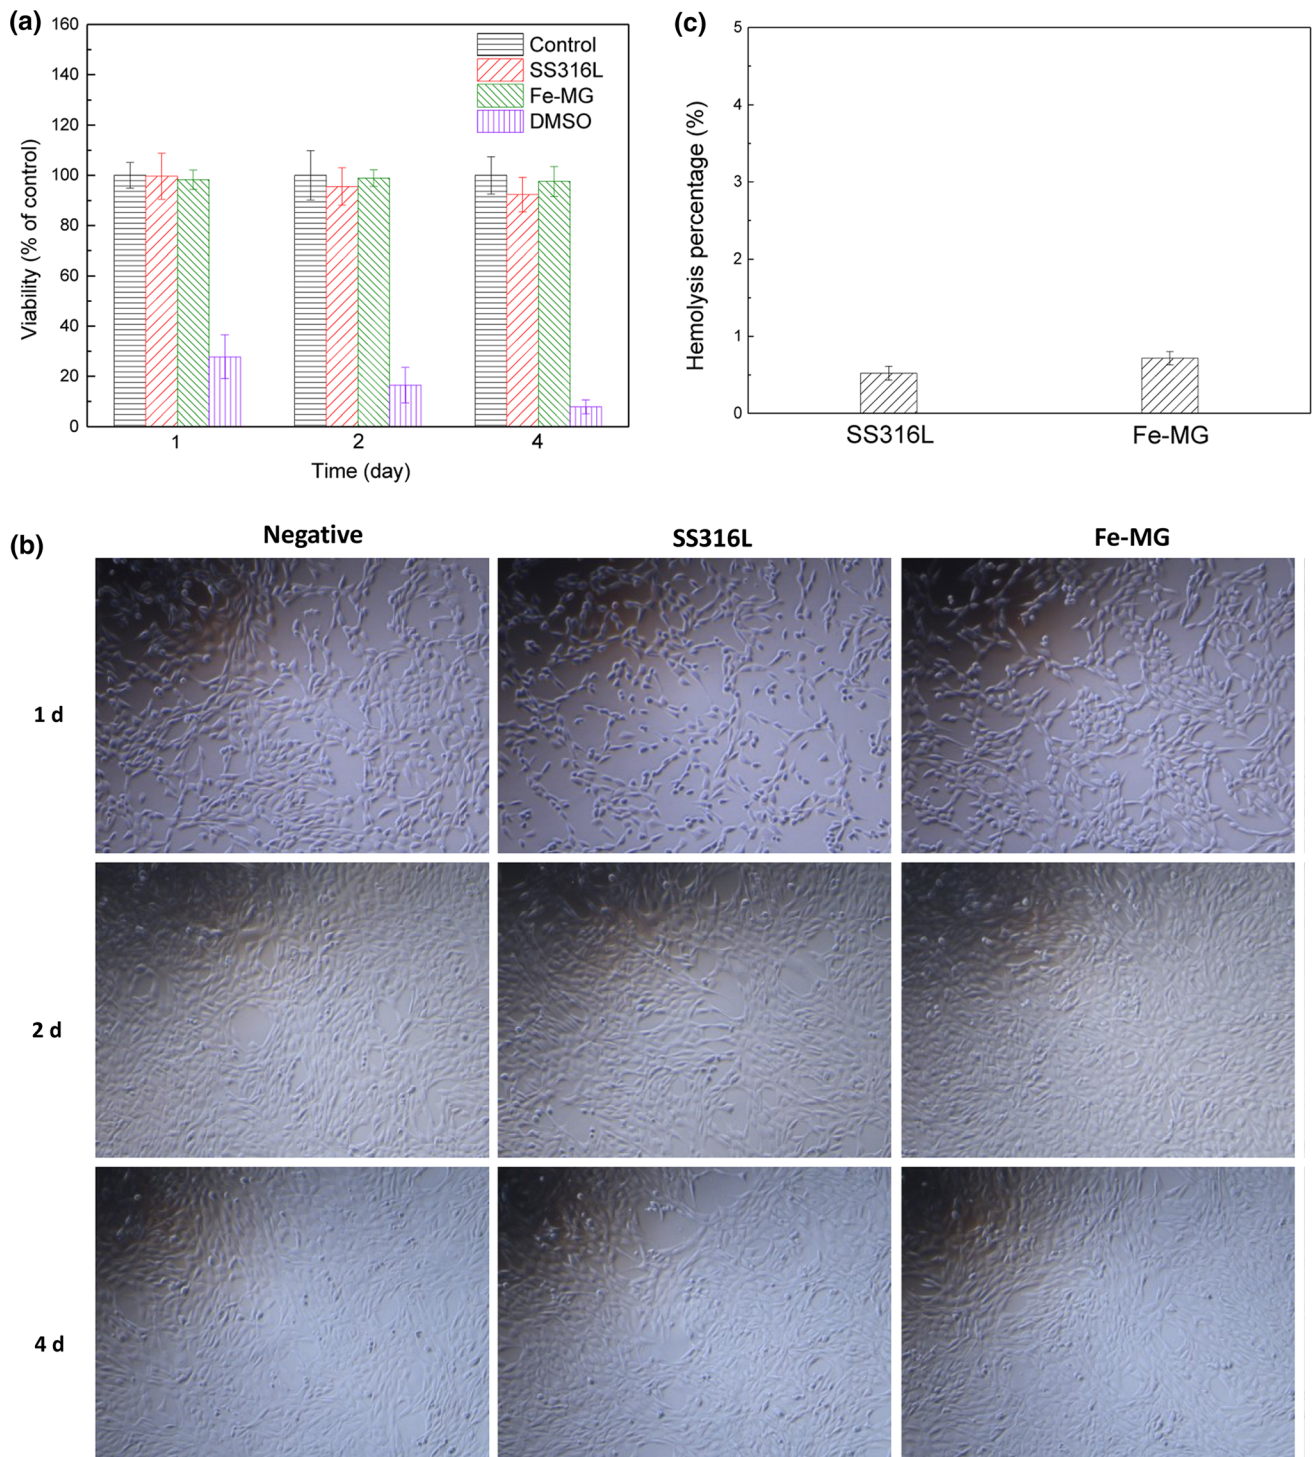 (a)
160
140
120
100
80
60
40
20
0
Viability (% of control)
Control
SS316L
Fe-MG
DMSO
1 2 4
Time (day)
(c)
5
4
3
2
1
0
Hemolysis percentage (%)
SS316L Fe-MG
(b)
Negative SS316L Fe-MG
1 d
2 d
4 d